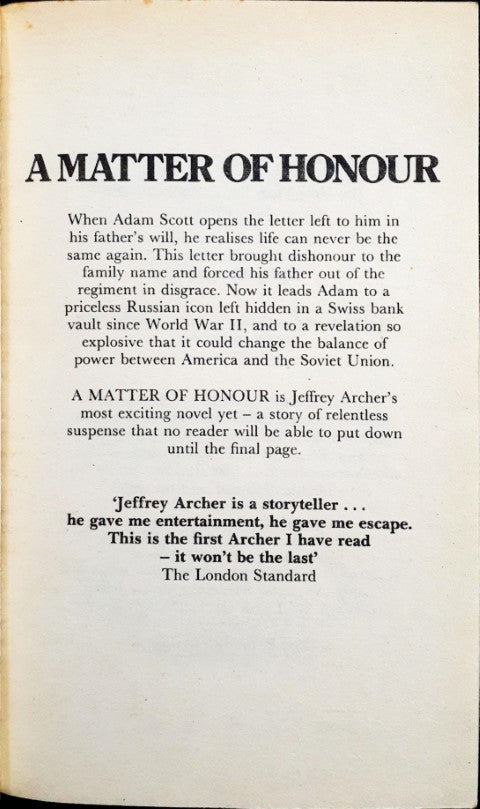 A MATTER OF HONOUR
When Adam Scott opens the letter left to him in
his father's will, he realises life can never be the
same again. This letter brought dishonour to the
family name and forced his father out of the
regiment in disgrace. Now it leads Adam to a
priceless Russian icon left hidden in a Swiss bank
vault since World War II, and to a revelation so
explosive that it could change the balance of
power between America and the Soviet Union.
A MATTER OF HONOUR is Jeffrey Archer's
most exciting novel yet – a story of relentless
suspense that no reader will be able to put down
until the final page.
'Jeffrey Archer is a storyteller . . .
he gave me entertainment, he gave me escape.
This is the first Archer I have read
– it won't be the last'
The London Standard